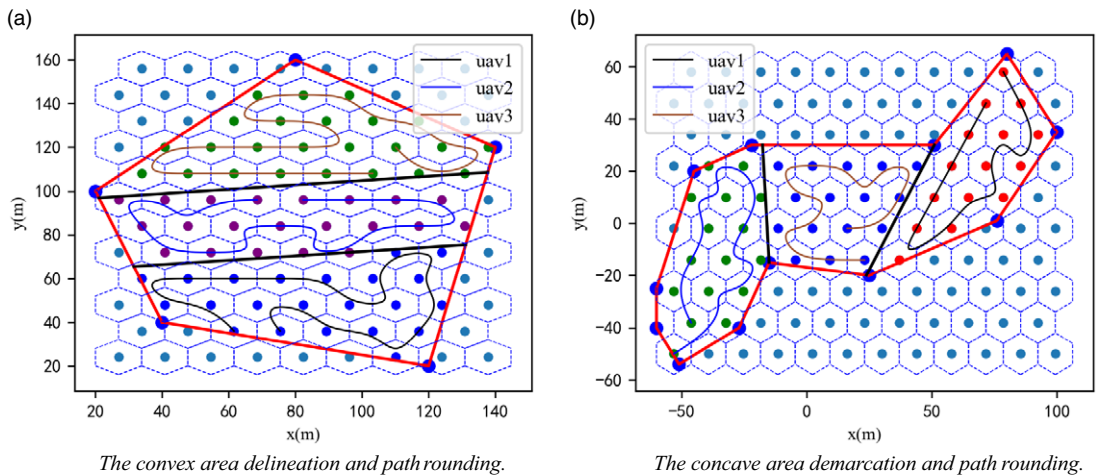 (a)
160
140
120
100
80
60
40
20
y(m)
20 40 60 80 100 120 140
x(m)
uav1
uav2
uav3
The convex area delineation and path rounding.
(b)
60
40
20
0
−20
−40
−60
y(m)
−50 0 50 100
x(m)
uav1
uav2
uav3
The concave area demarcation and path rounding.